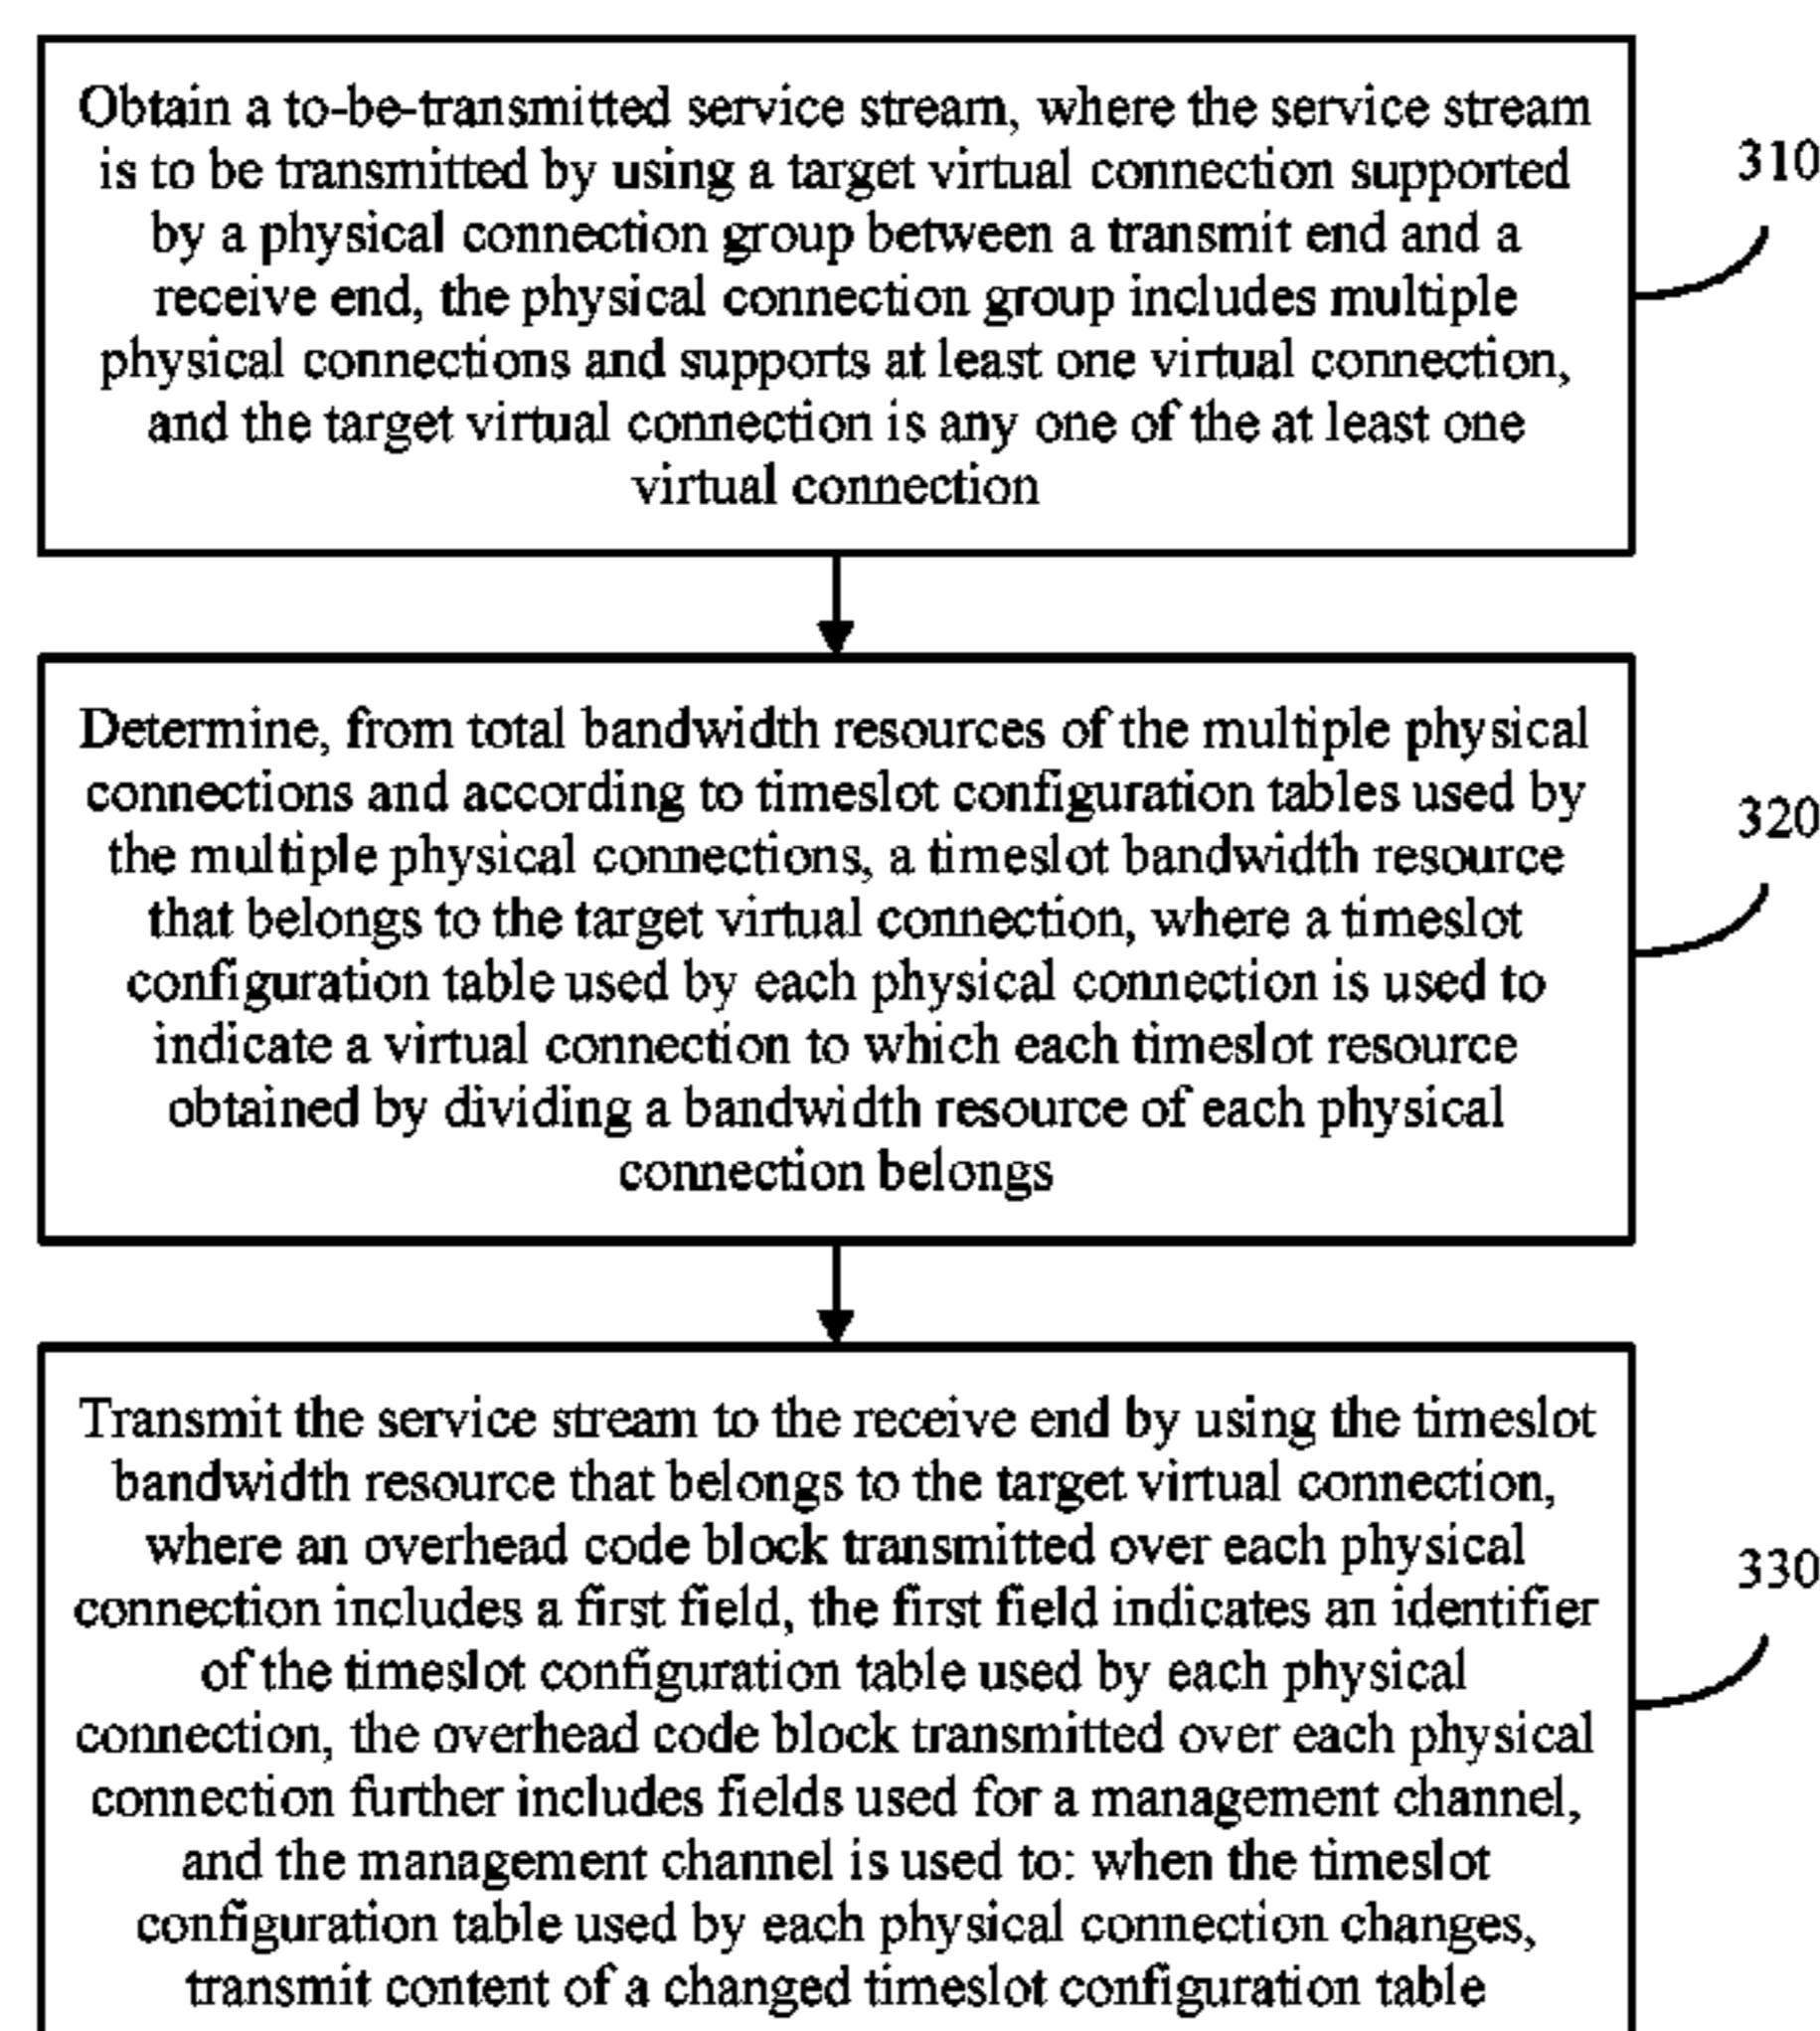 Obtain a to-be-transmitted service stream, where the service stream
is to be transmitted by using a target virtual connection supported
by a physical connection group between a transmit end and a
receive end, the physical connection group includes multiple
physical connections and supports at least one virtual connection,
and the target virtual connection is any one of the at least one
virtual connection
310
Determine, from total bandwidth resources of the multiple physical
connections and according to timeslot configuration tables used by
the multiple physical connections, a timeslot bandwidth resource
that belongs to the target virtual connection, where a timeslot
configuration table used by each physical connection is used to
indicate a virtual connection to which each timeslot resource
obtained by dividing a bandwidth resource of each physical
connection belongs
320
Transmit the service stream to the receive end by using the timeslot
bandwidth resource that belongs to the target virtual connection,
where an overhead code block transmitted over each physical
connection includes a first field, the first field indicates an identifier
of the timeslot configuration table used by each physical
connection, the overhead code block transmitted over each physical
connection further includes fields used for a management channel,
and the management channel is used to: when the timeslot
configuration table used by each physical connection changes,
transmit content of a changed timeslot configuration table
330